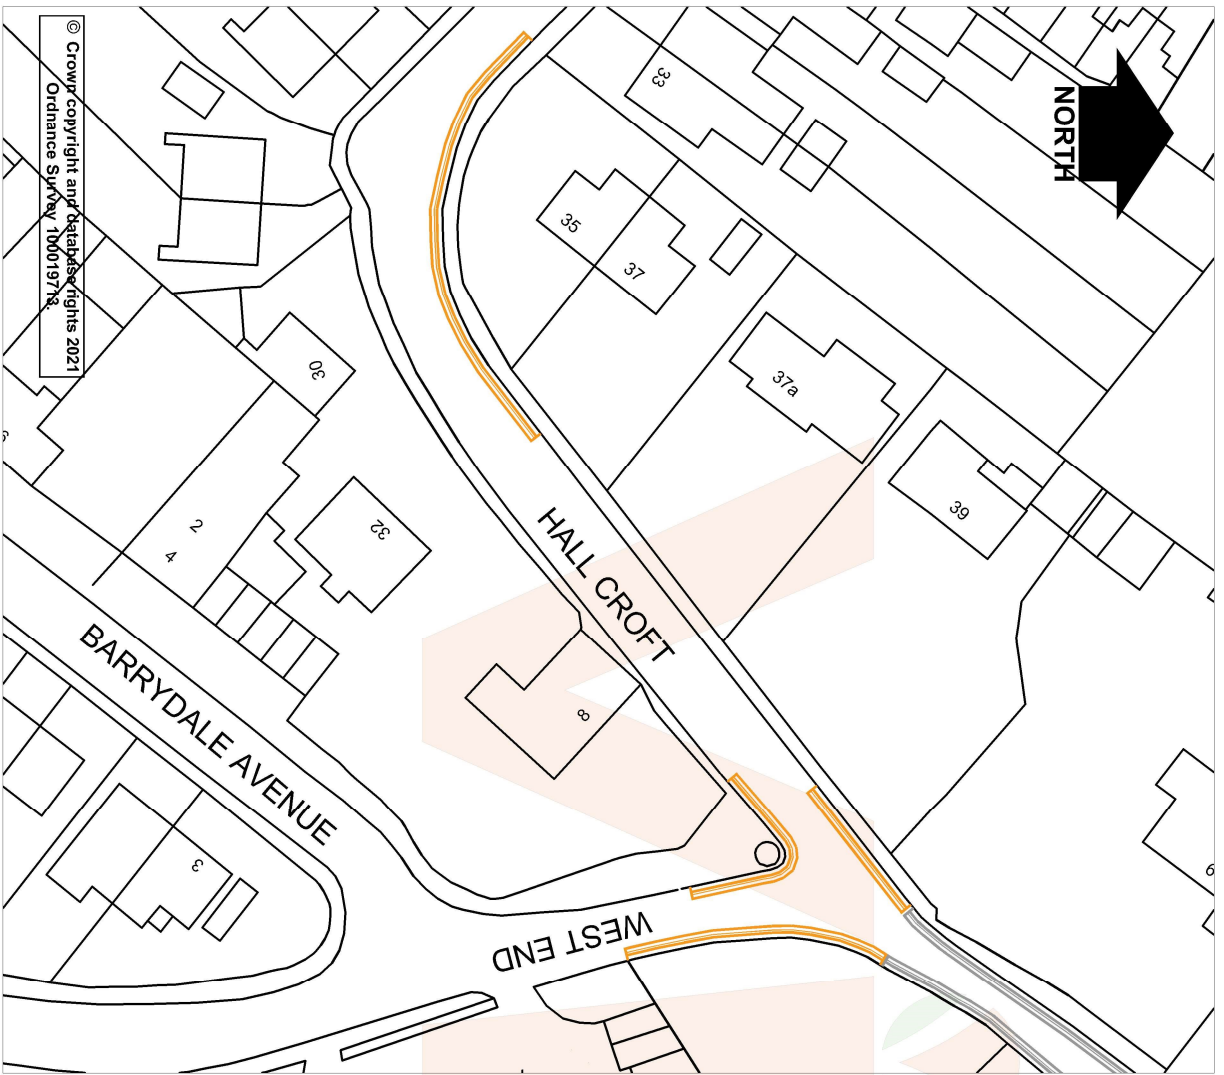 © Crown copyright and database rights 2021
Ordnance Survey 100019713.
NORTH
33
35
37
37a
39
30
32
2
4
8
HALL CROFT
BARRYDALE AVENUE
WEST END
3